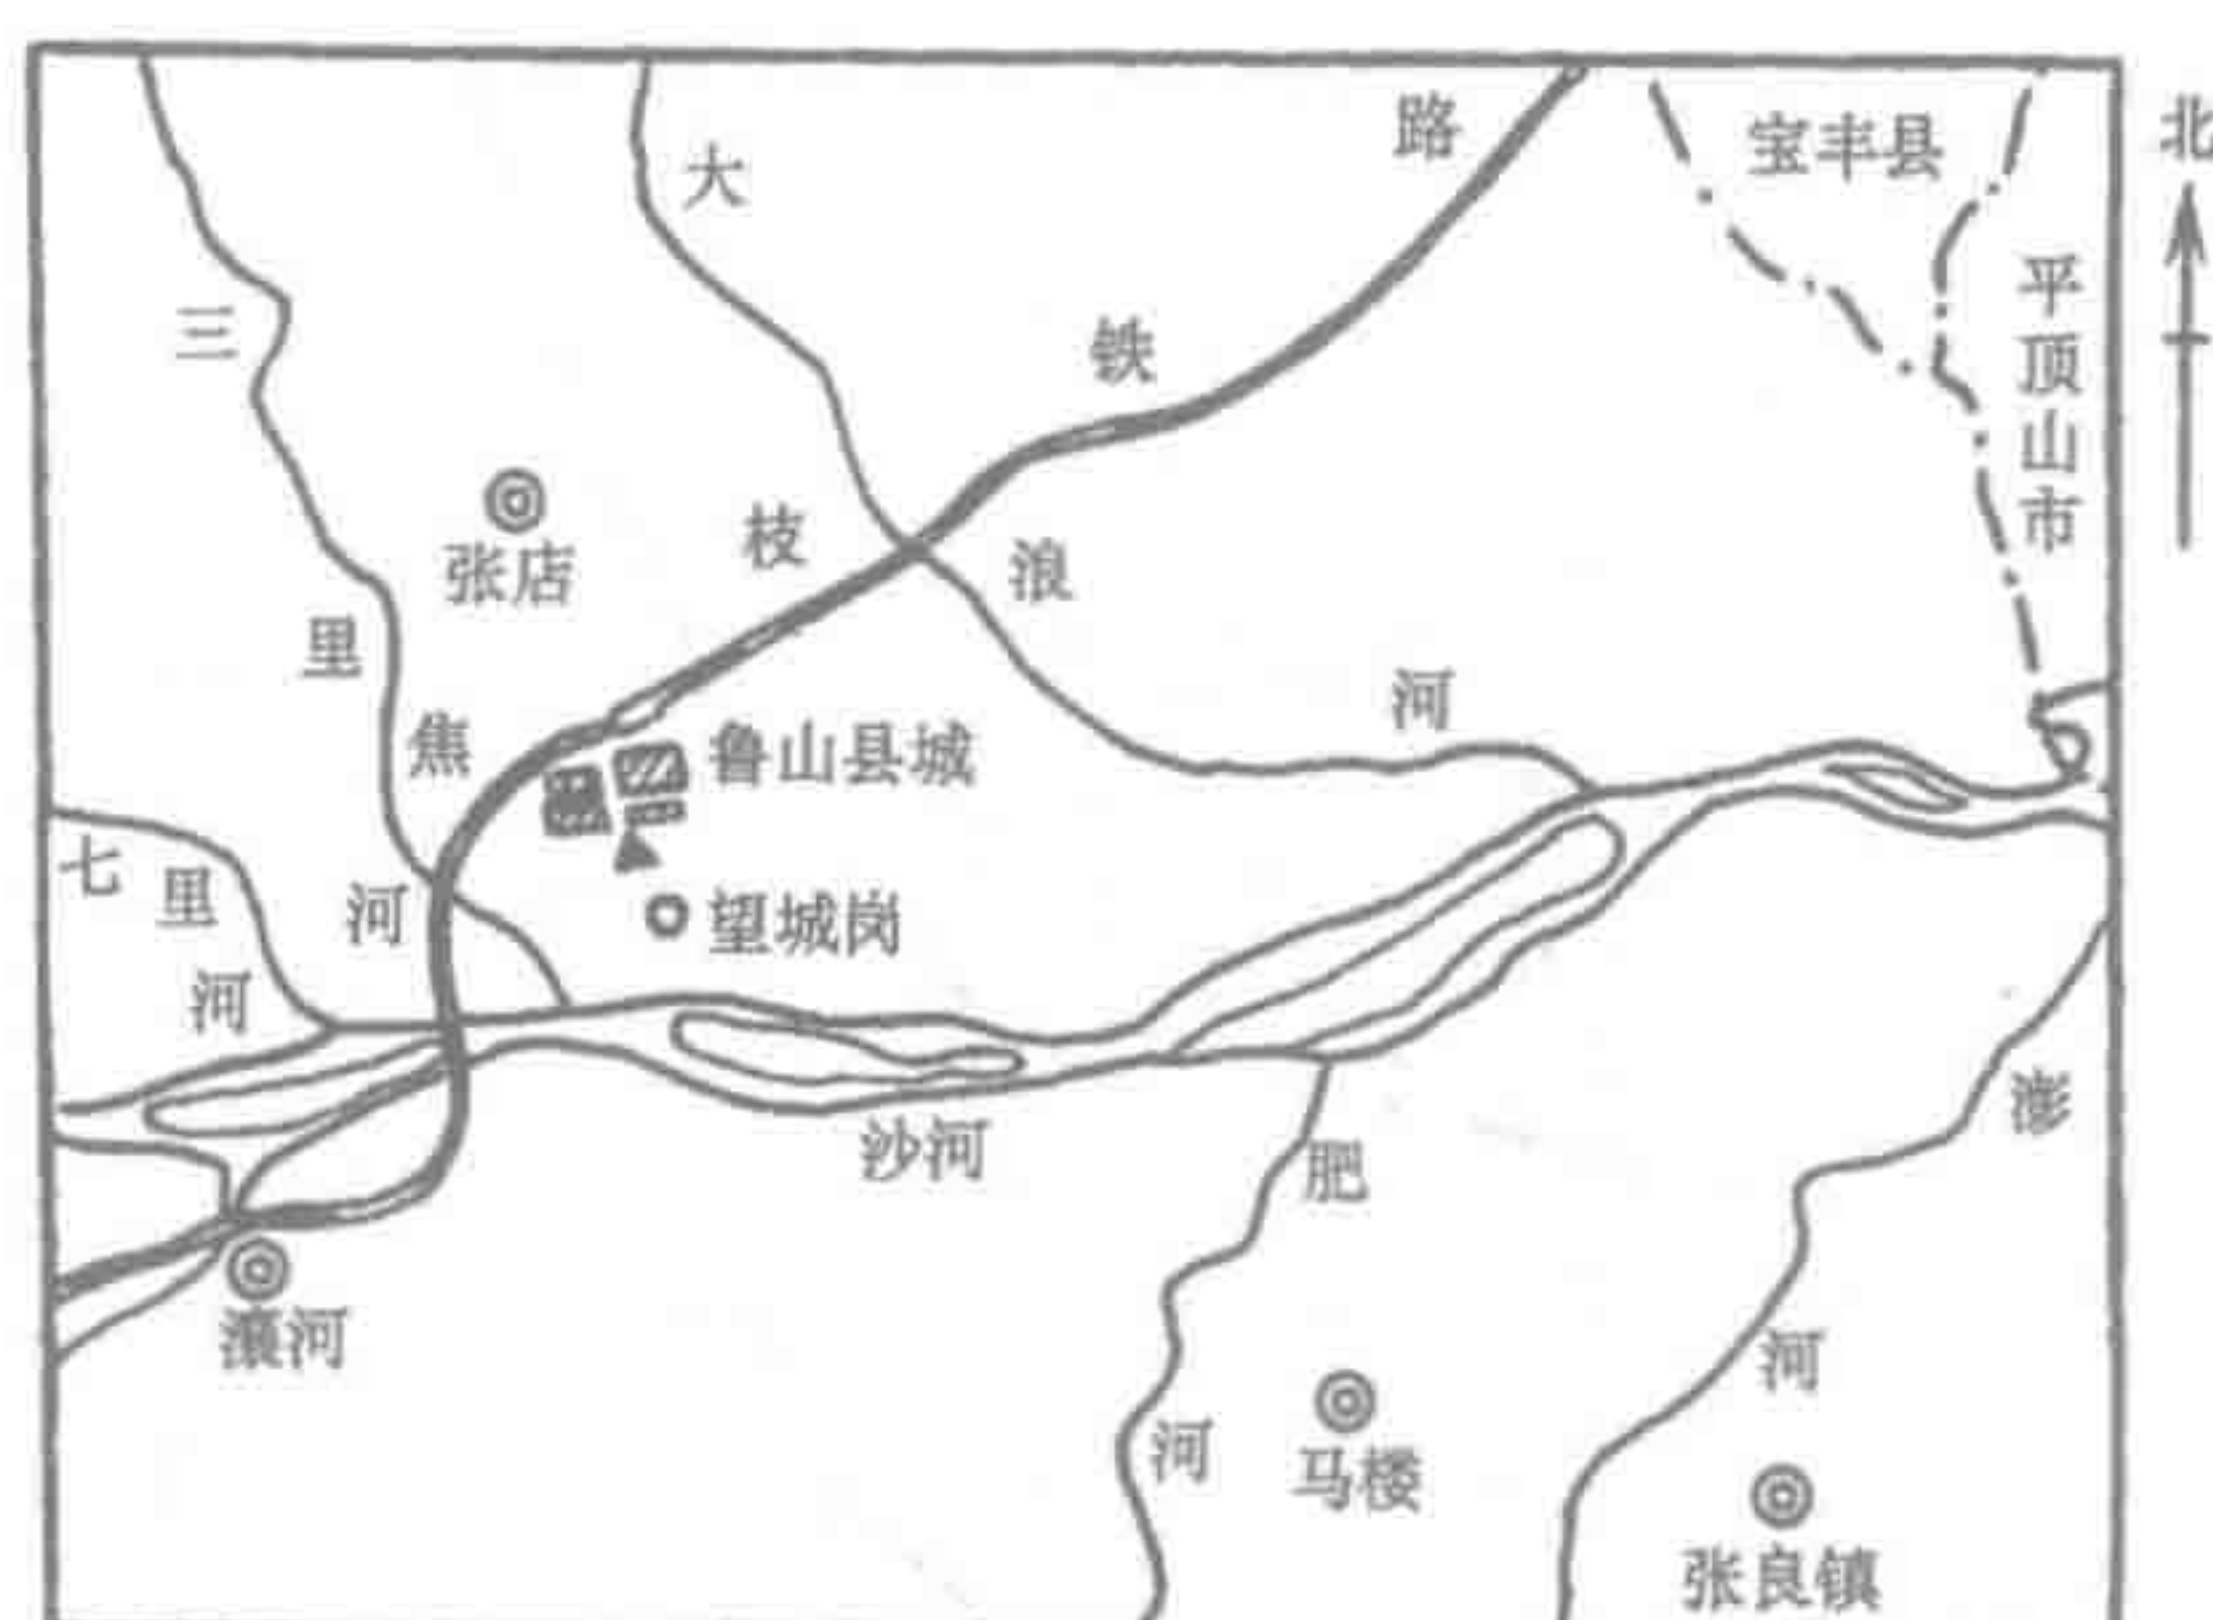 北
宝丰县
平顶山市
大浪河
焦枝铁路
三里河
张店
鲁山县城
七里河
望城岗
沙河
肥河
澎河
瀼河
马楼
张良镇